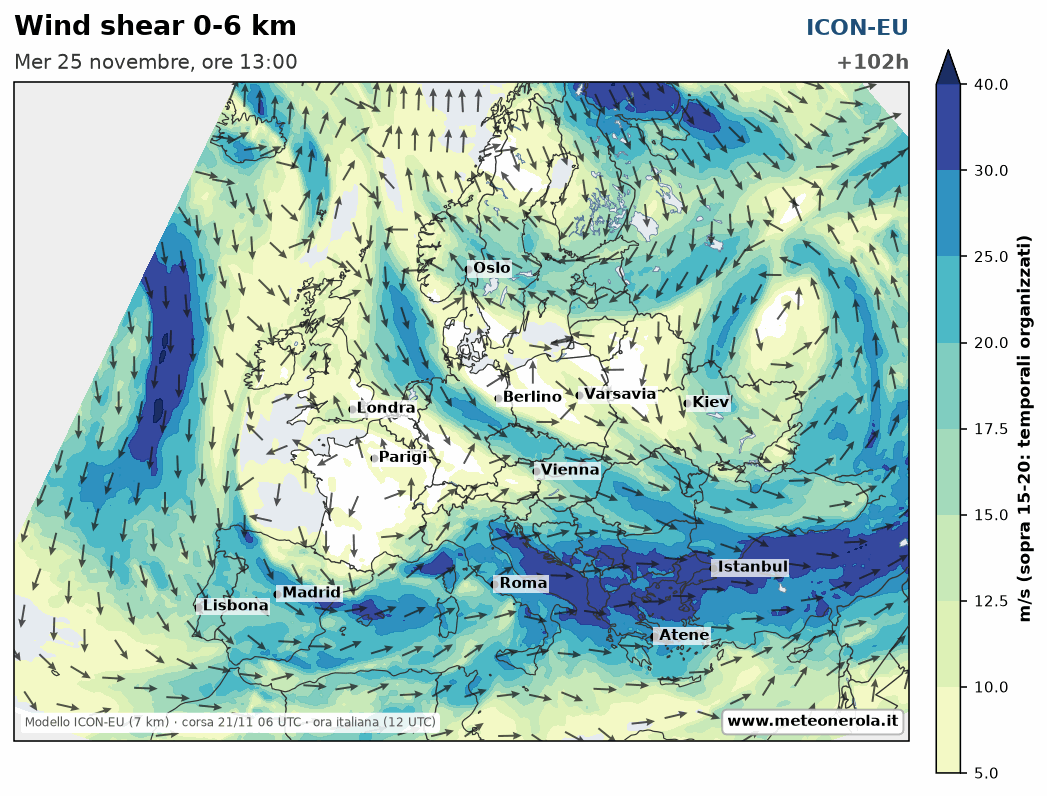 Wind shear 0-6 km
ICON-EU
Mer 25 novembre, ore 13:00
+102h
40.0
30.0
25.0
20.0
17.5
15.0
12.5
10.0
5.0
m/s (sopra 15-20: temporali organizzati)
Oslo
Berlino
Varsavia
Kiev
Londra
Parigi
Vienna
Istanbul
Roma
Madrid
Lisbona
Atene
Modello ICON-EU (7 km) · corsa 21/11 06 UTC · ora italiana (12 UTC)
www.meteonerola.it